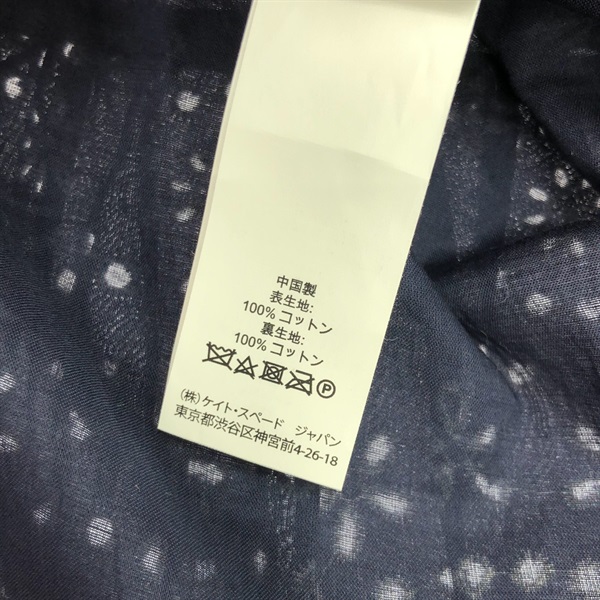 中国製
表生地:
100% コットン
裏生地:
100% コットン
P
(株)ケイト・スペード ジャパン
東京都渋谷区神宮前4-26-18